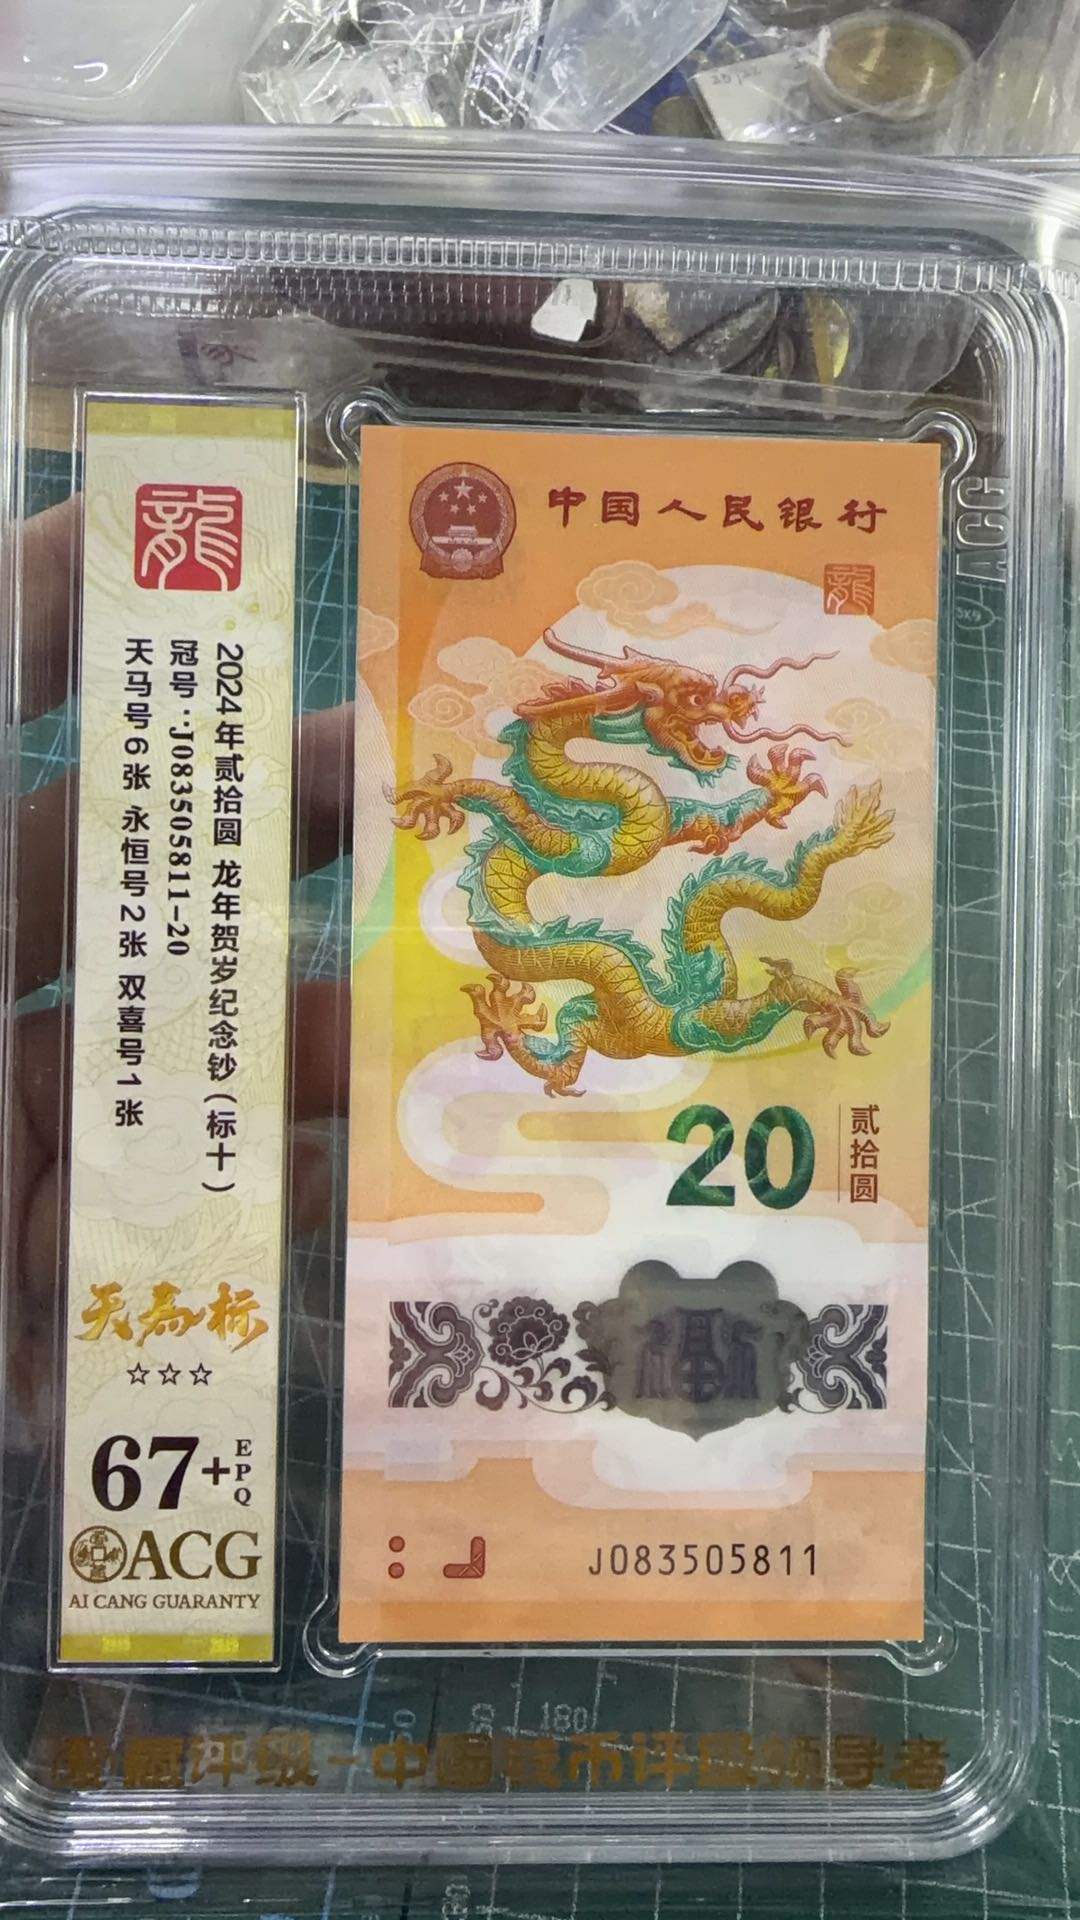 龍
2024年贰拾圆 龙年贺岁纪念钞(标十)
冠号:J083505811-20
天马号6张 永恒号2张 双喜号1张
天馬标
☆☆☆
67+
EPQ
ACG
AI CANG GUARANTY
中国人民银行
龍
20
贰拾圆
J083505811
ACG
180
评级-中国钱币评级领导者